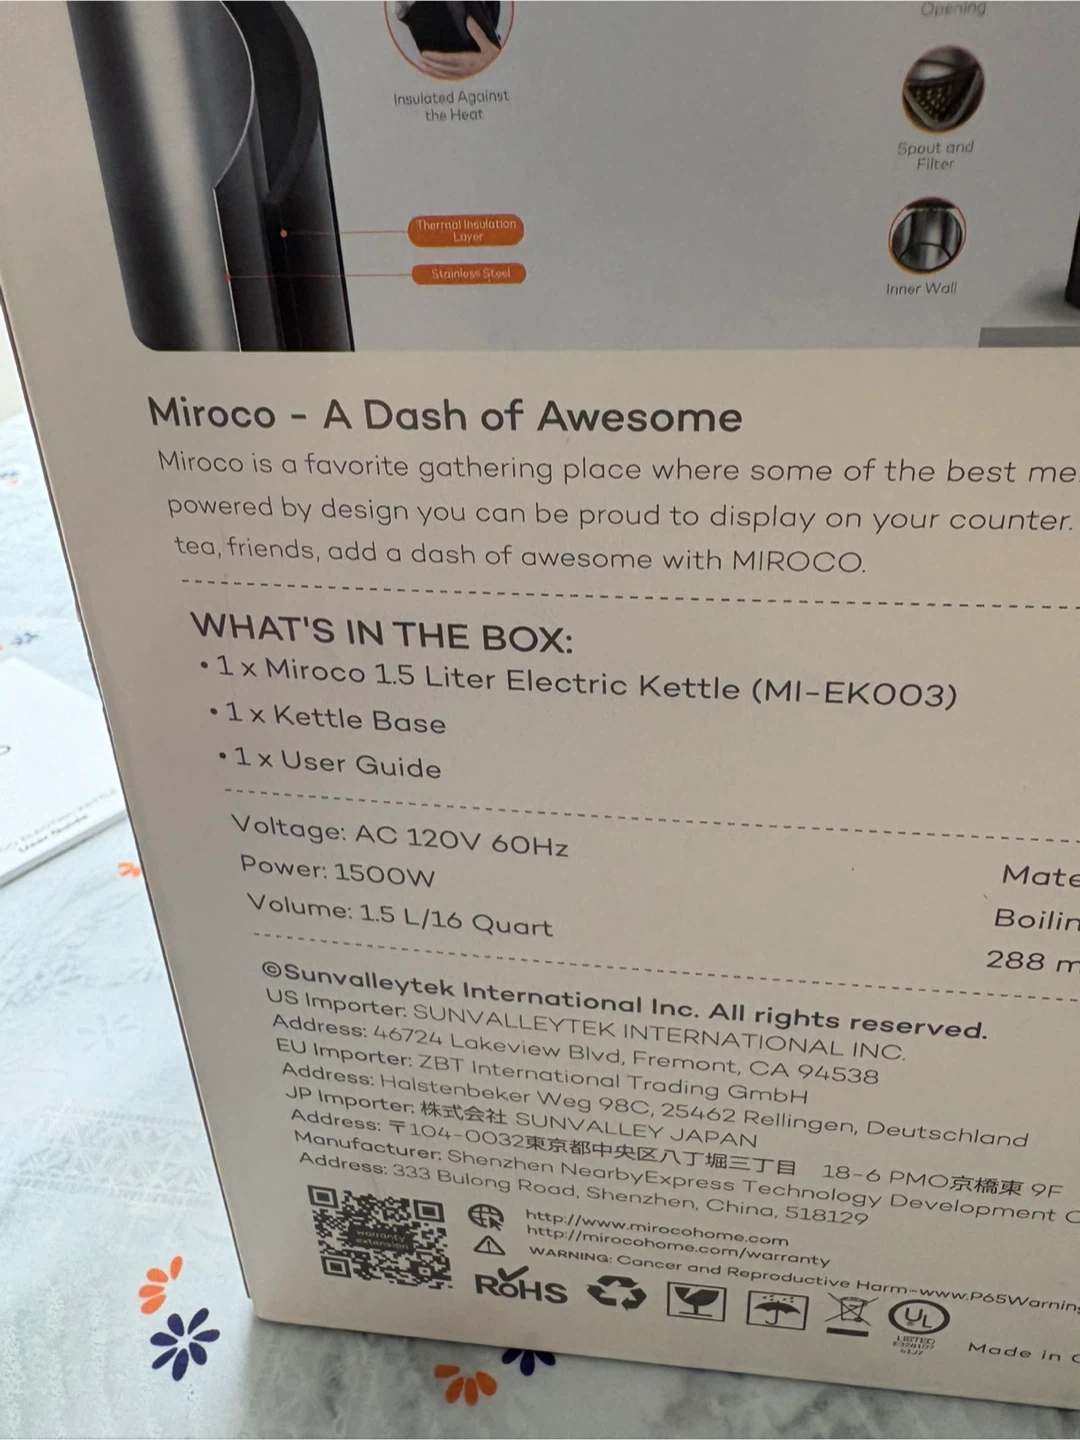 Opening
Insulated Against
the Heat
Spout and
Filter
Thermal Insulation
Layer
Stainless Steel
Inner Wall
Miroco - A Dash of Awesome
Miroco is a favorite gathering place where some of the best me
powered by design you can be proud to display on your counter.
tea, friends, add a dash of awesome with MIROCO.
WHAT'S IN THE BOX:
• 1 x Miroco 1.5 Liter Electric Kettle (MI-EK003)
• 1 x Kettle Base
• 1 x User Guide
Voltage: AC 120V 60Hz
Power: 1500W
Volume: 1.5 L/16 Quart
Mate
Boilin
288 m
©Sunvalleytek International Inc. All rights reserved.
US Importer: SUNVALLEYTEK INTERNATIONAL INC.
Address: 46724 Lakeview Blvd, Fremont, CA 94538
EU Importer: ZBT International Trading GmbH
Address: Halstenbeker Weg 98C, 25462 Rellingen, Deutschland
JP Importer: 株式会社 SUNVALLEY JAPAN
Address: 〒104-0032東京都中央区八丁堀三丁目 18-6 PMO京橋東 9F
Manufacturer: Shenzhen NearbyExpress Technology Development C
Address: 333 Bulong Road, Shenzhen, China, 518129
warranty
extension
http://www.mirocohome.com
http://mirocohome.com/warranty
WARNING: Cancer and Reproductive Harm-www.P65Warning
RoHS
UL
LISTED
Made in C
User Guide